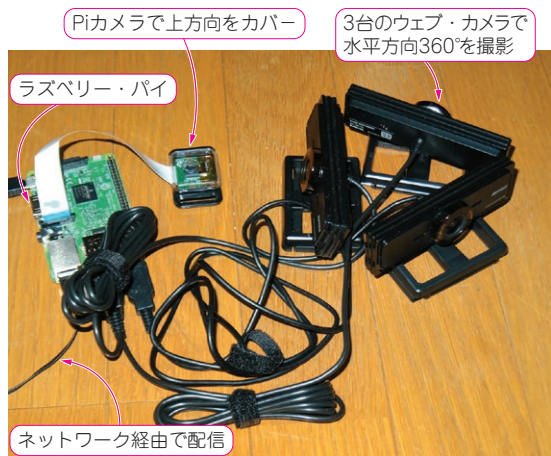 Piカメラで上方向をカバー
3台のウェブ・カメラで
水平方向360°を撮影
ラズベリー・パイ
ネットワーク経由で配信